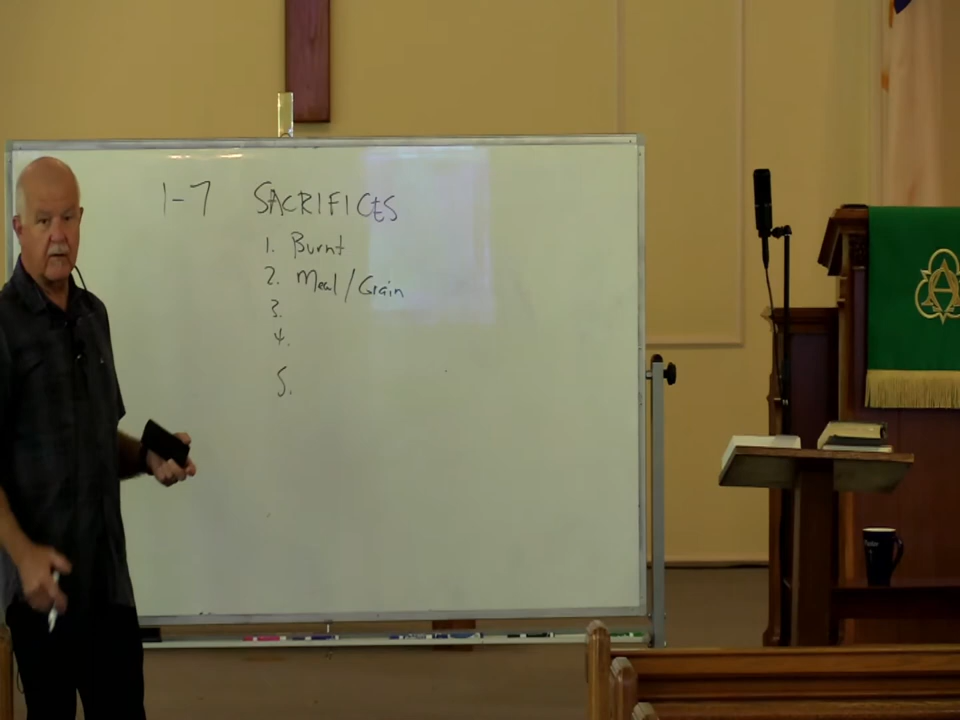 1-7 SACRIFICES
1. Burnt
2. Meal/Grain
3.
4.
5.